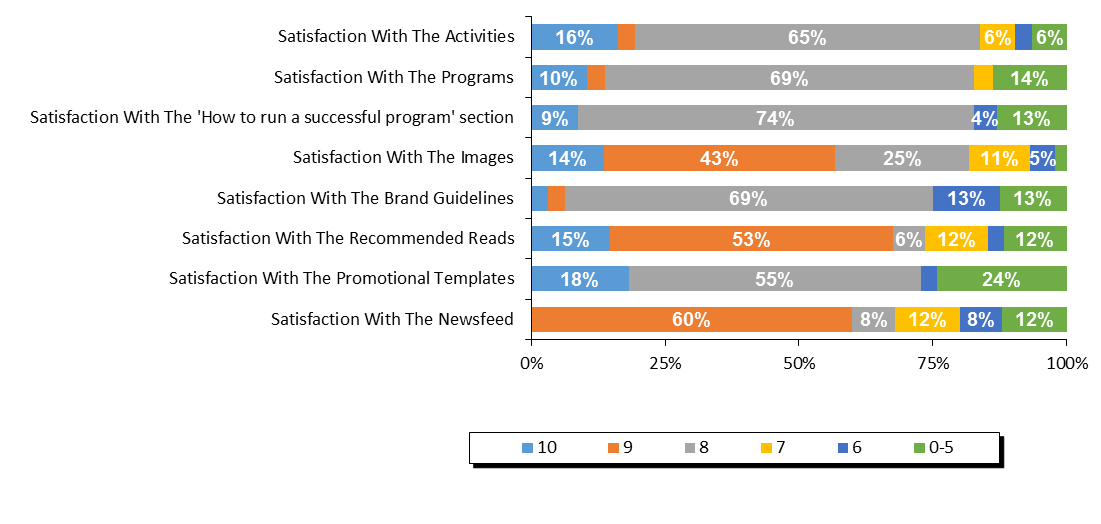 Satisfaction With The Activities 16% 65% 6% 6%
Satisfaction With The Programs 10% 69% 14%
Satisfaction With The 'How to run a successful program' section 9% 74% 4% 13%
Satisfaction With The Images 14% 43% 25% 11% 5%
Satisfaction With The Brand Guidelines 69% 13% 13%
Satisfaction With The Recommended Reads 15% 53% 6% 12% 12%
Satisfaction With The Promotional Templates 18% 55% 24%
Satisfaction With The Newsfeed 60% 8% 12% 8% 12%
0% 25% 50% 75% 100%
10 9 8 7 6 0-5